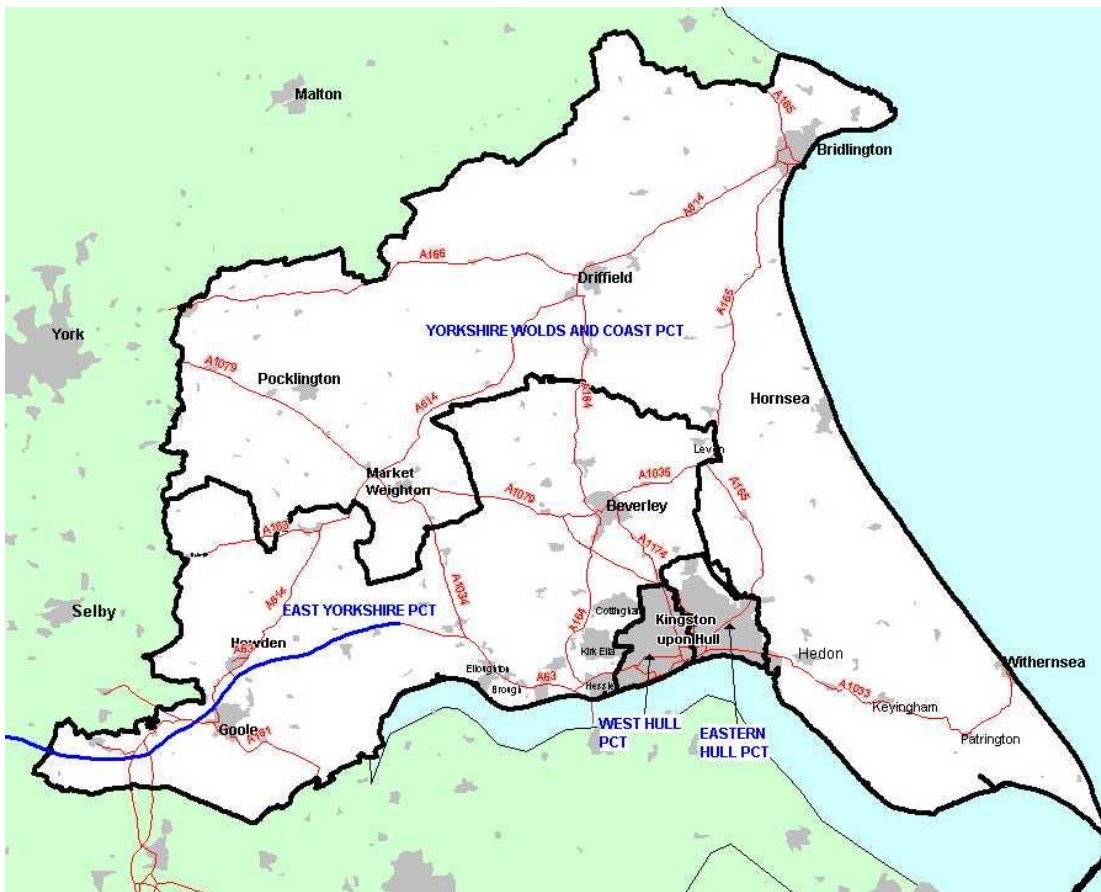 Malton
A165
Bridlington
A614
A166
Driffield
York
YORKSHIRE WOLDS AND COAST PCT
A165
A1079
Pocklington
A614
A164
Hornsea
Leven
Market
Weighton
A1035
A1079
Beverley
A165
A163
A1174
Selby
A614
EAST YORKSHIRE PCT
A1034
A164
Cottingham
Kingston
upon Hull
Howden
A63
Kirk Ella
Hedon
Withernsea
Elloughton
Brough
A63
Hessle
A1033
Keyingham
Goole
A161
WEST HULL
PCT
EASTERN
HULL PCT
Patrington